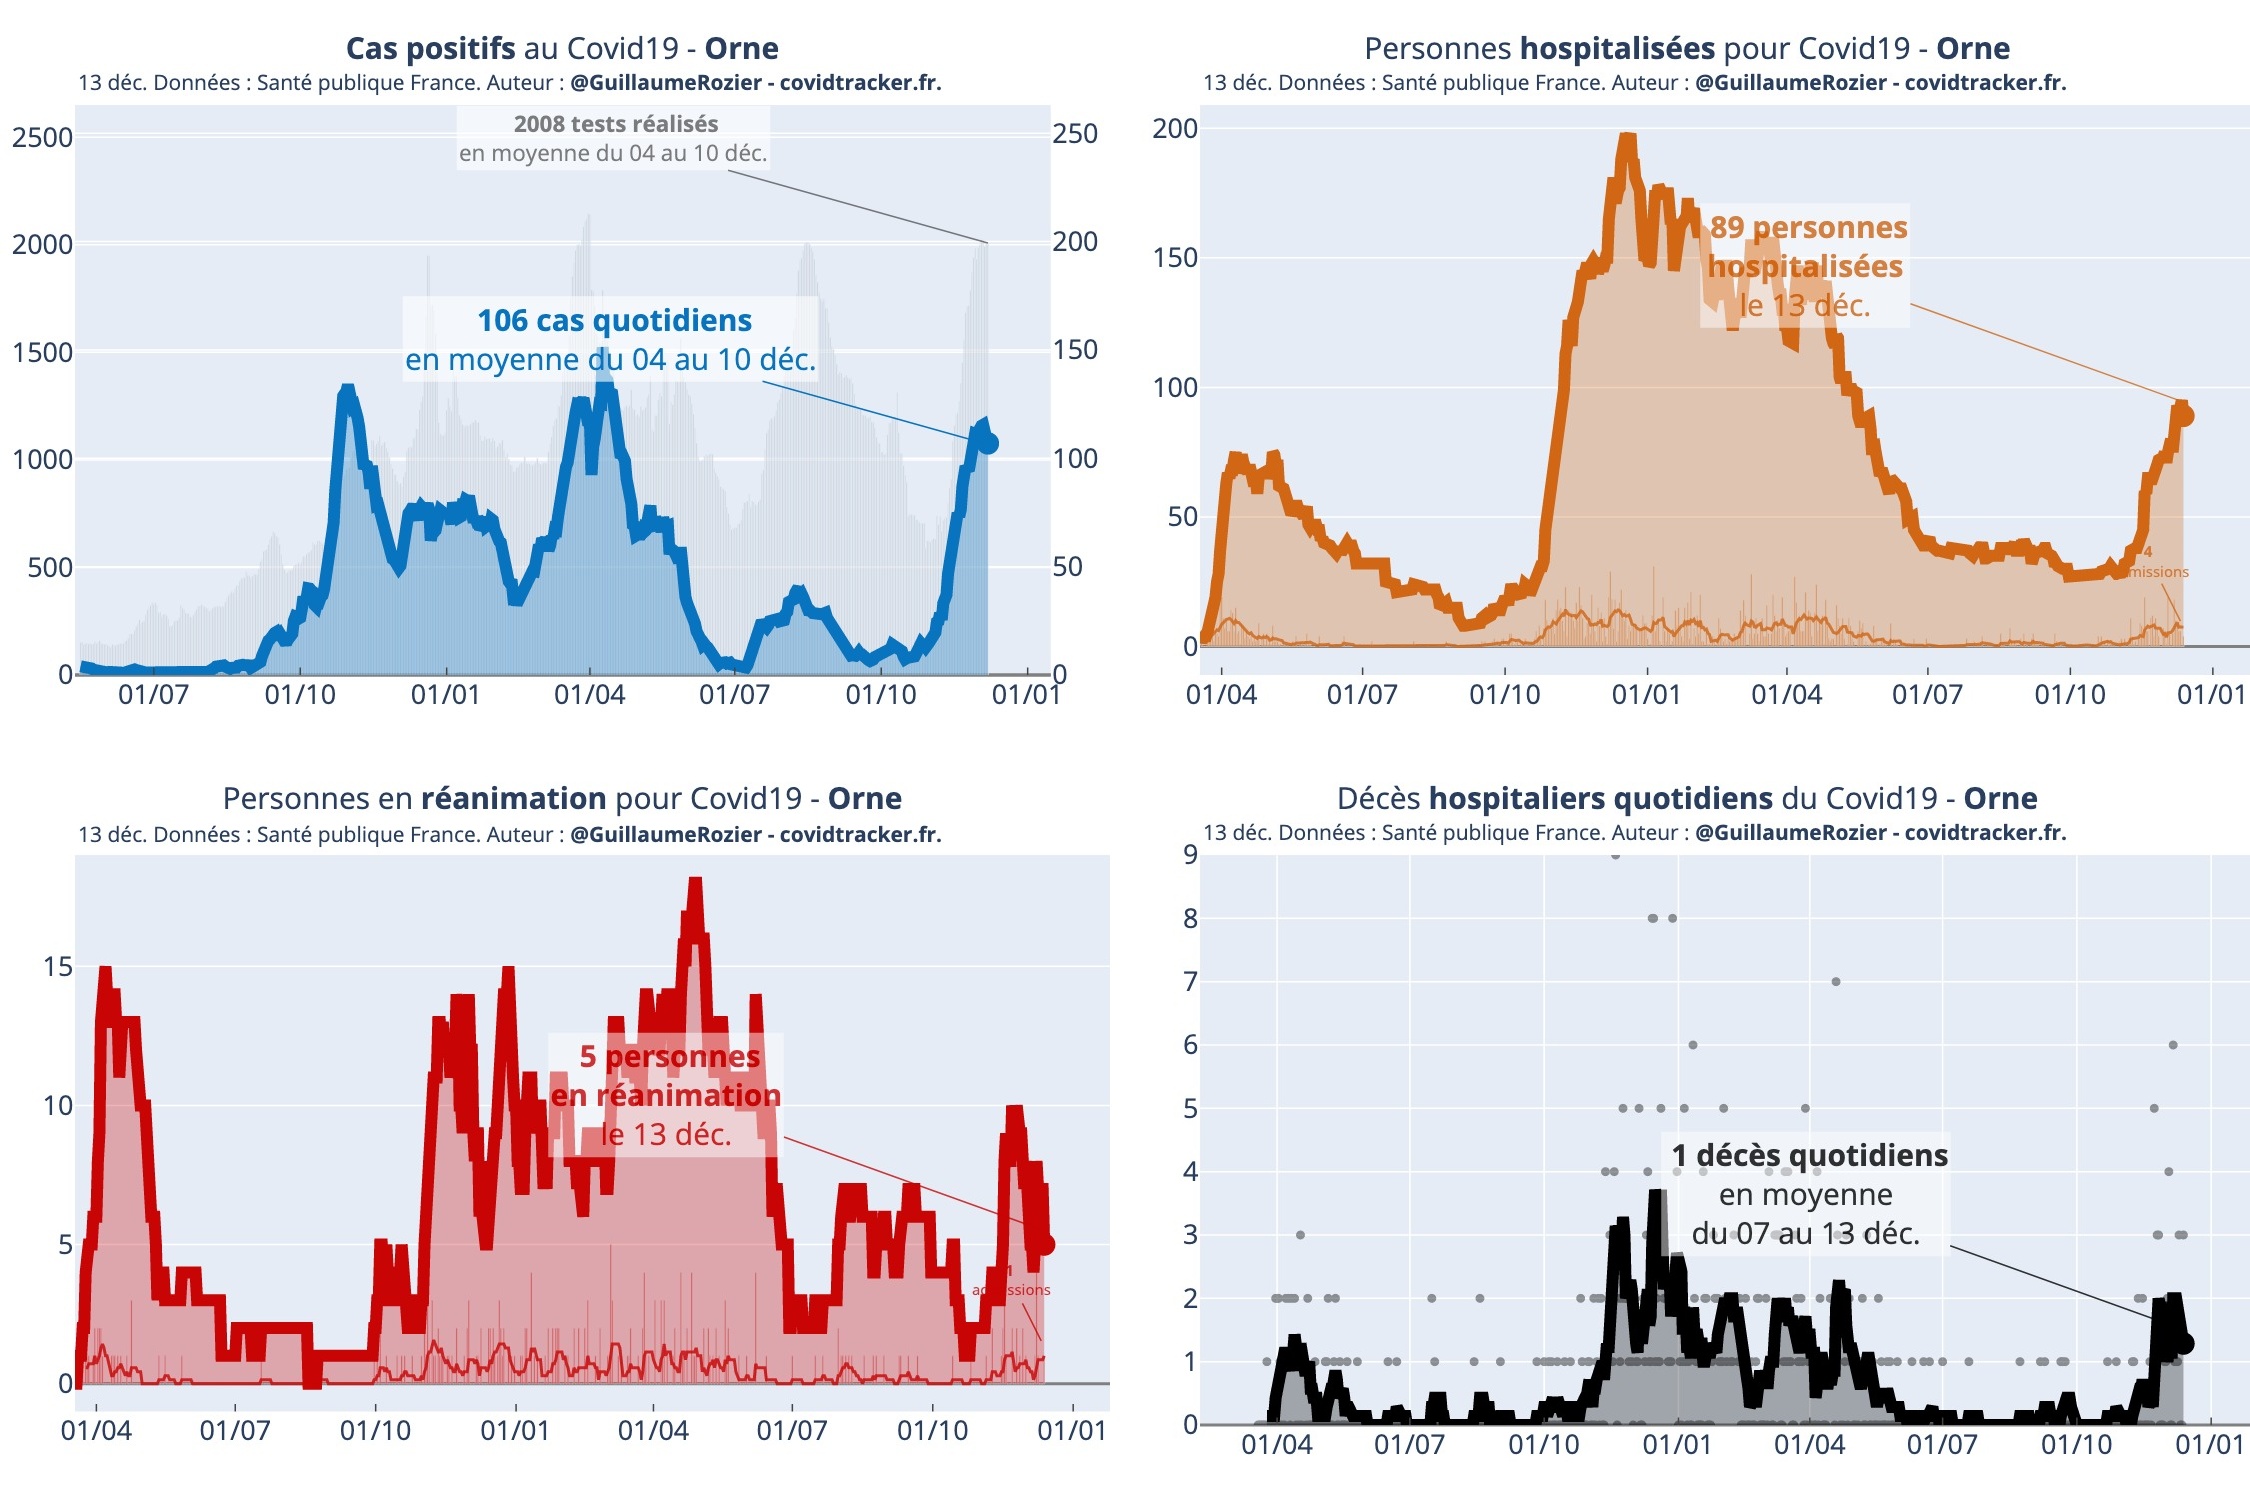 Cas positifs au Covid19 - Orne
13 déc. Données : Santé publique France. Auteur : @GuillaumeRozier - covidtracker.fr.
2500
2000
1500
1000
500
0
250
200
150
100
50
0
2008 tests réalisés
en moyenne du 04 au 10 déc.
106 cas quotidiens
en moyenne du 04 au 10 déc.
01/07 01/10 01/01 01/04 01/07 01/10 01/01
Personnes hospitalisées pour Covid19 - Orne
13 déc. Données : Santé publique France. Auteur : @GuillaumeRozier - covidtracker.fr.
200
150
100
50
0
89 personnes
hospitalisées
le 13 déc.
4
01/04 01/07 01/10 01/01 01/04 01/07 01/10 01/01
Personnes en réanimation pour Covid19 - Orne
13 déc. Données : Santé publique France. Auteur : @GuillaumeRozier - covidtracker.fr.
15
10
5
0
5 personnes
en réanimation
le 13 déc.
1
01/04 01/07 01/10 01/01 01/04 01/07 01/10 01/01
Décès hospitaliers quotidiens du Covid19 - Orne
13 déc. Données : Santé publique France. Auteur : @GuillaumeRozier - covidtracker.fr.
9
8
7
6
5
4
3
2
1
0
1 décès quotidiens
en moyenne
du 07 au 13 déc.
01/04 01/07 01/10 01/01 01/04 01/07 01/10 01/01